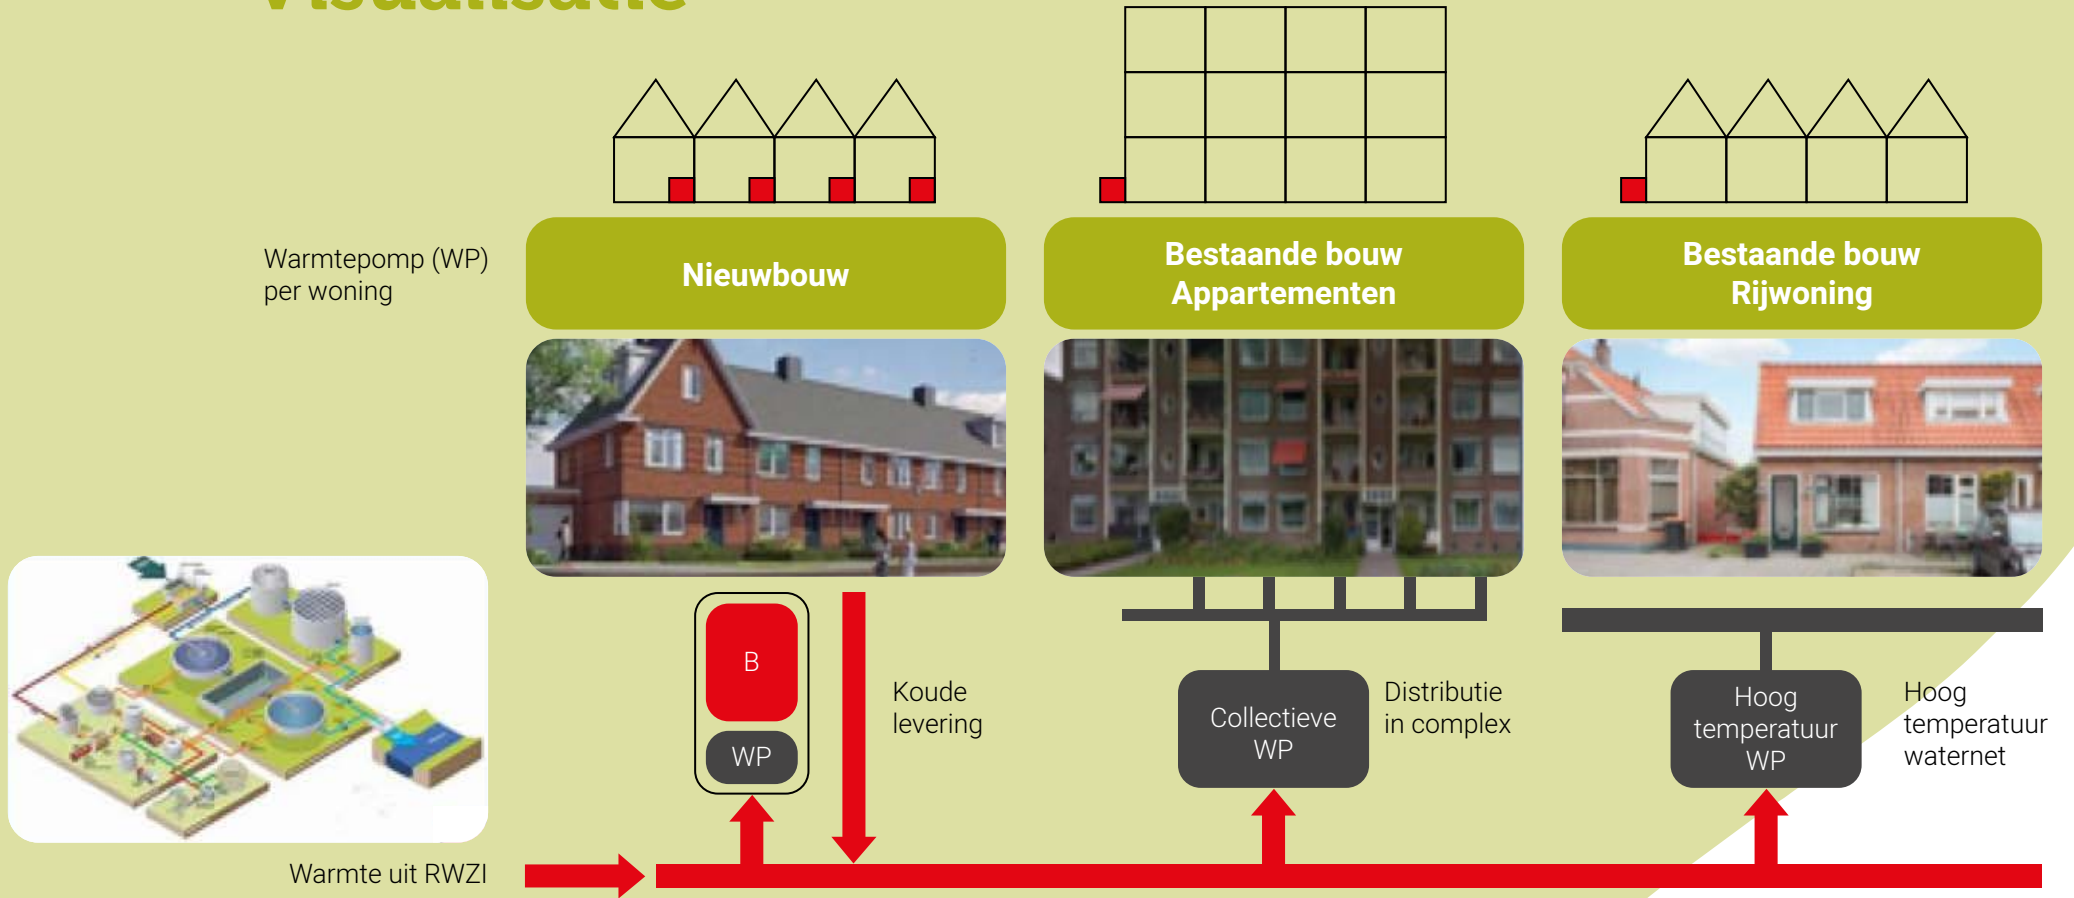 Visualisatie
Warmtepomp (WP)
per woning
Nieuwbouw
Bestaande bouw
Appartementen
Bestaande bouw
Rijwoning
B
WP
Koude
levering
Collectieve
WP
Distributie
in complex
Hoog
temperatuur
WP
Hoog
temperatuur
waternet
Warmte uit RWZI